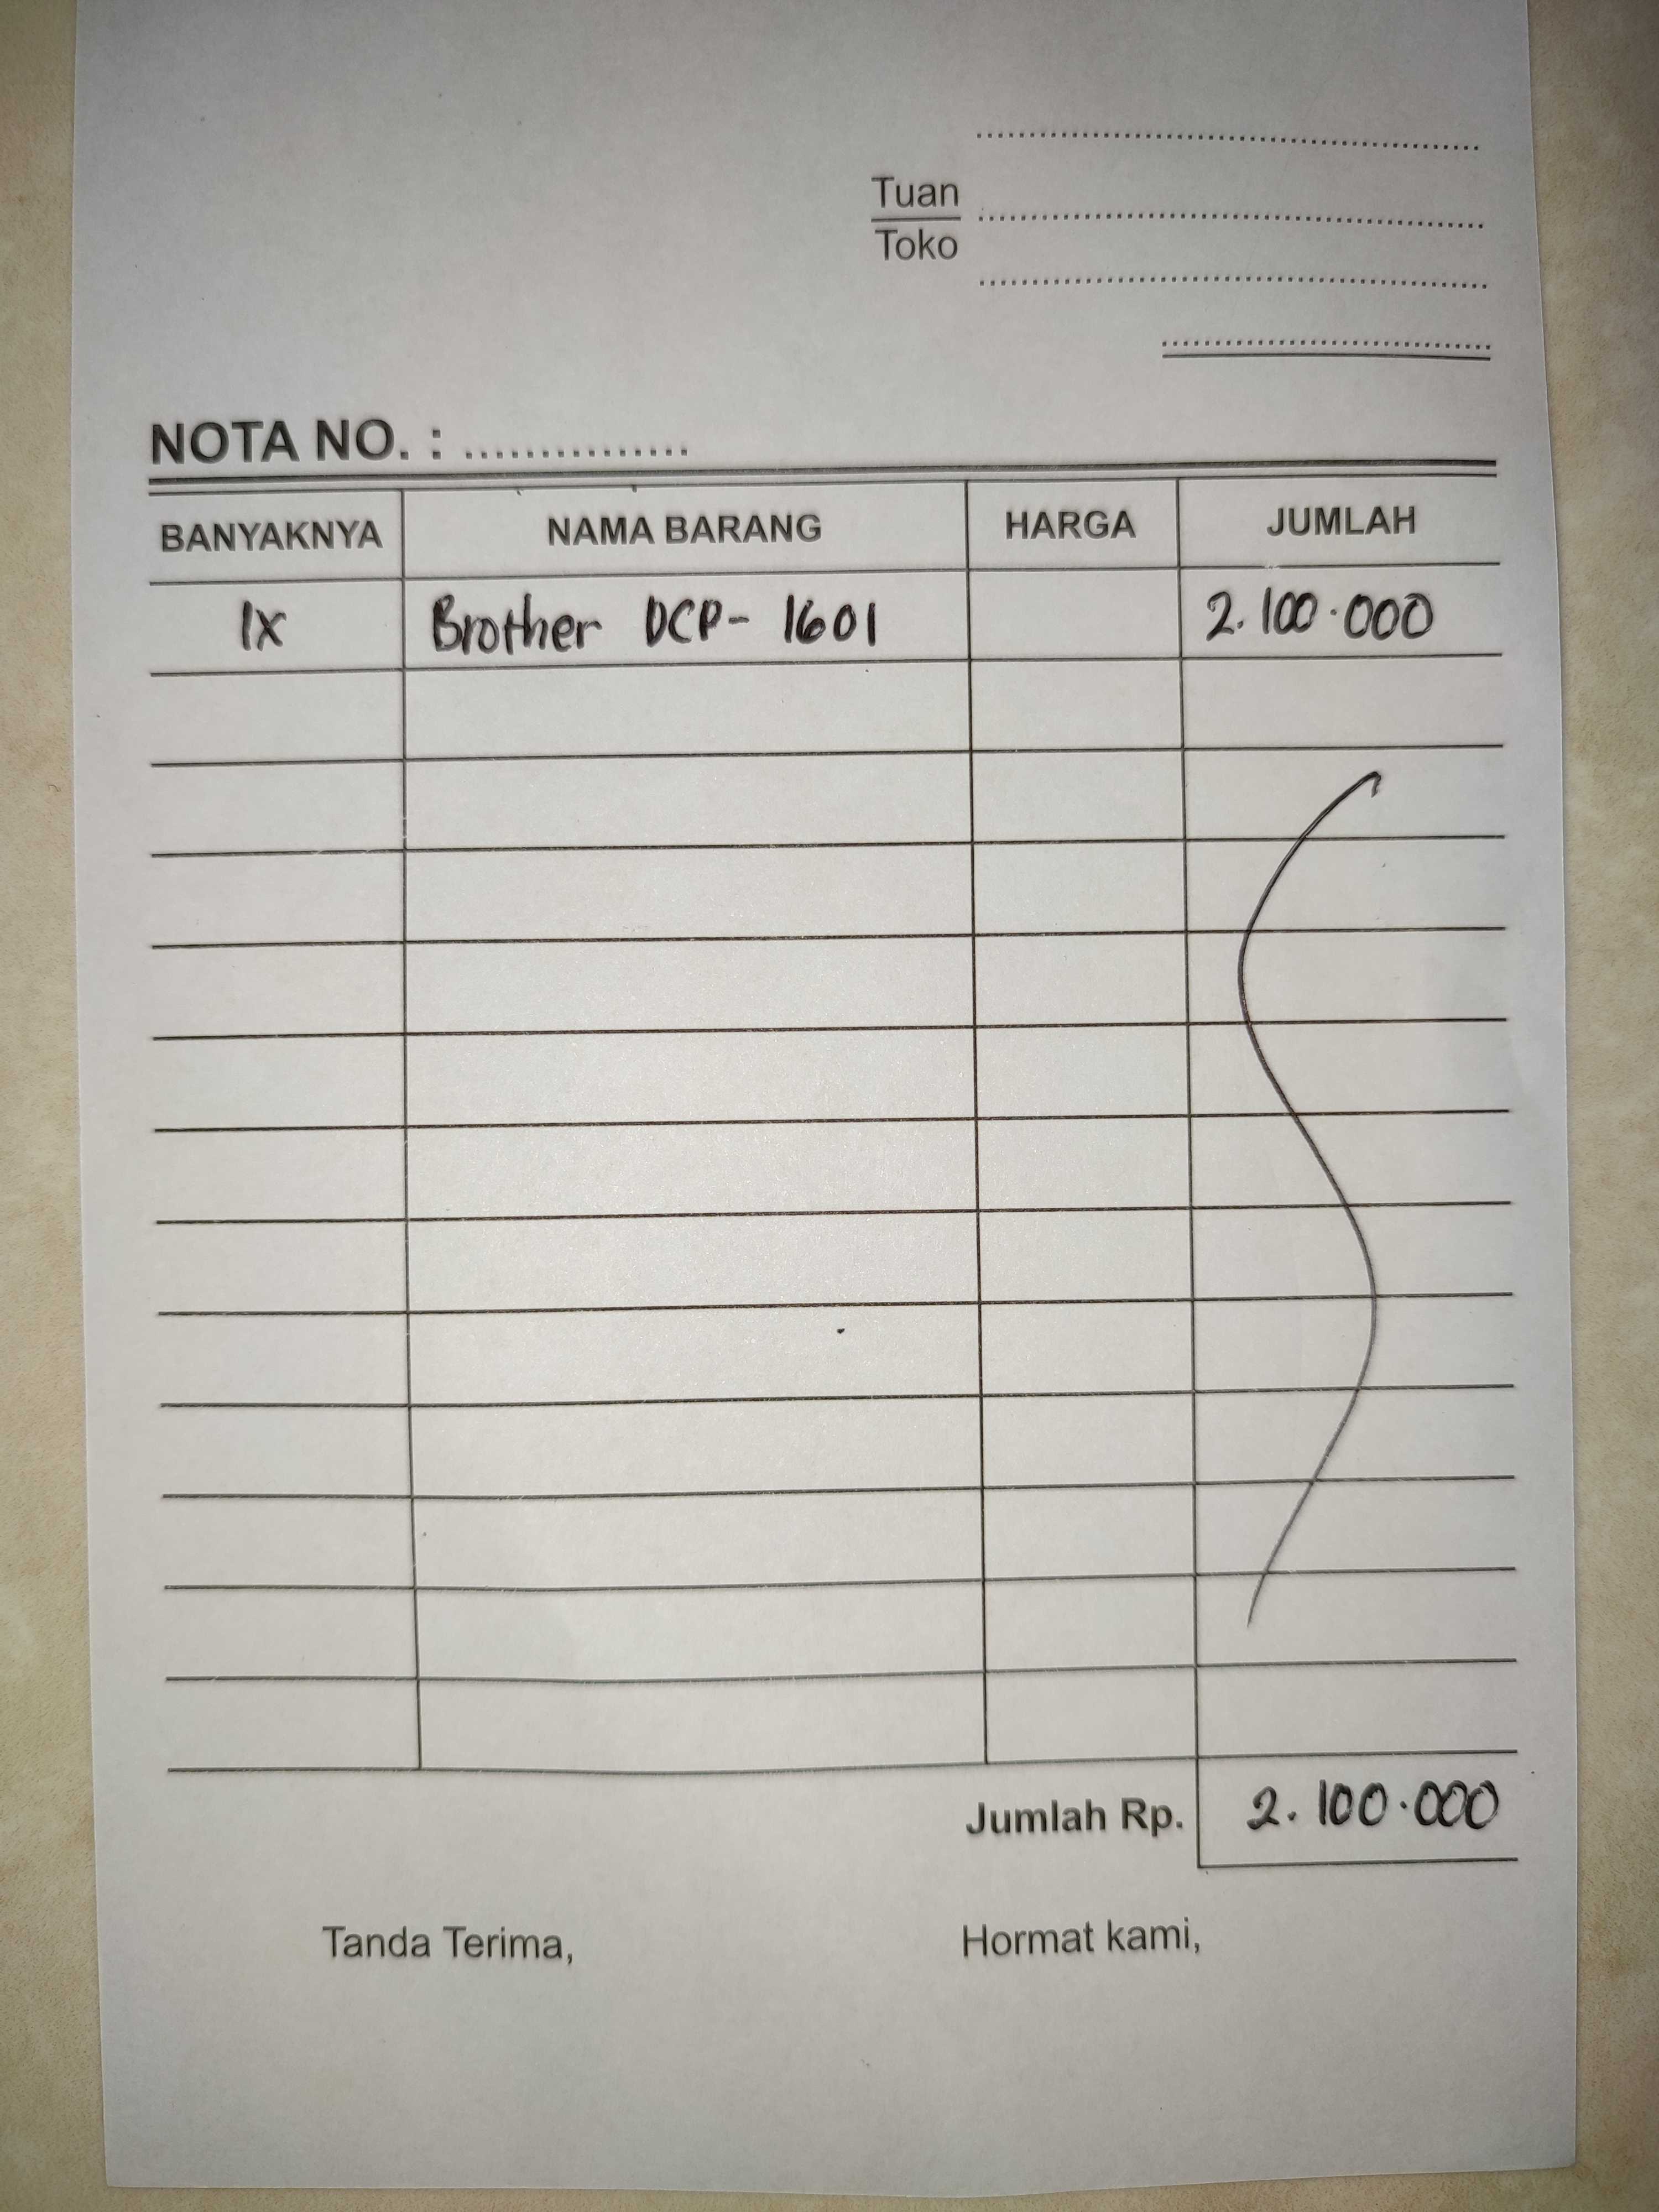 Tuan
Toko
NOTA NO. : ...............
BANYAKNYA NAMA BARANG HARGA JUMLAH
1x Brother DCP- 1601 2.100.000
Jumlah Rp. 2.100.000
Tanda Terima, Hormat kami,